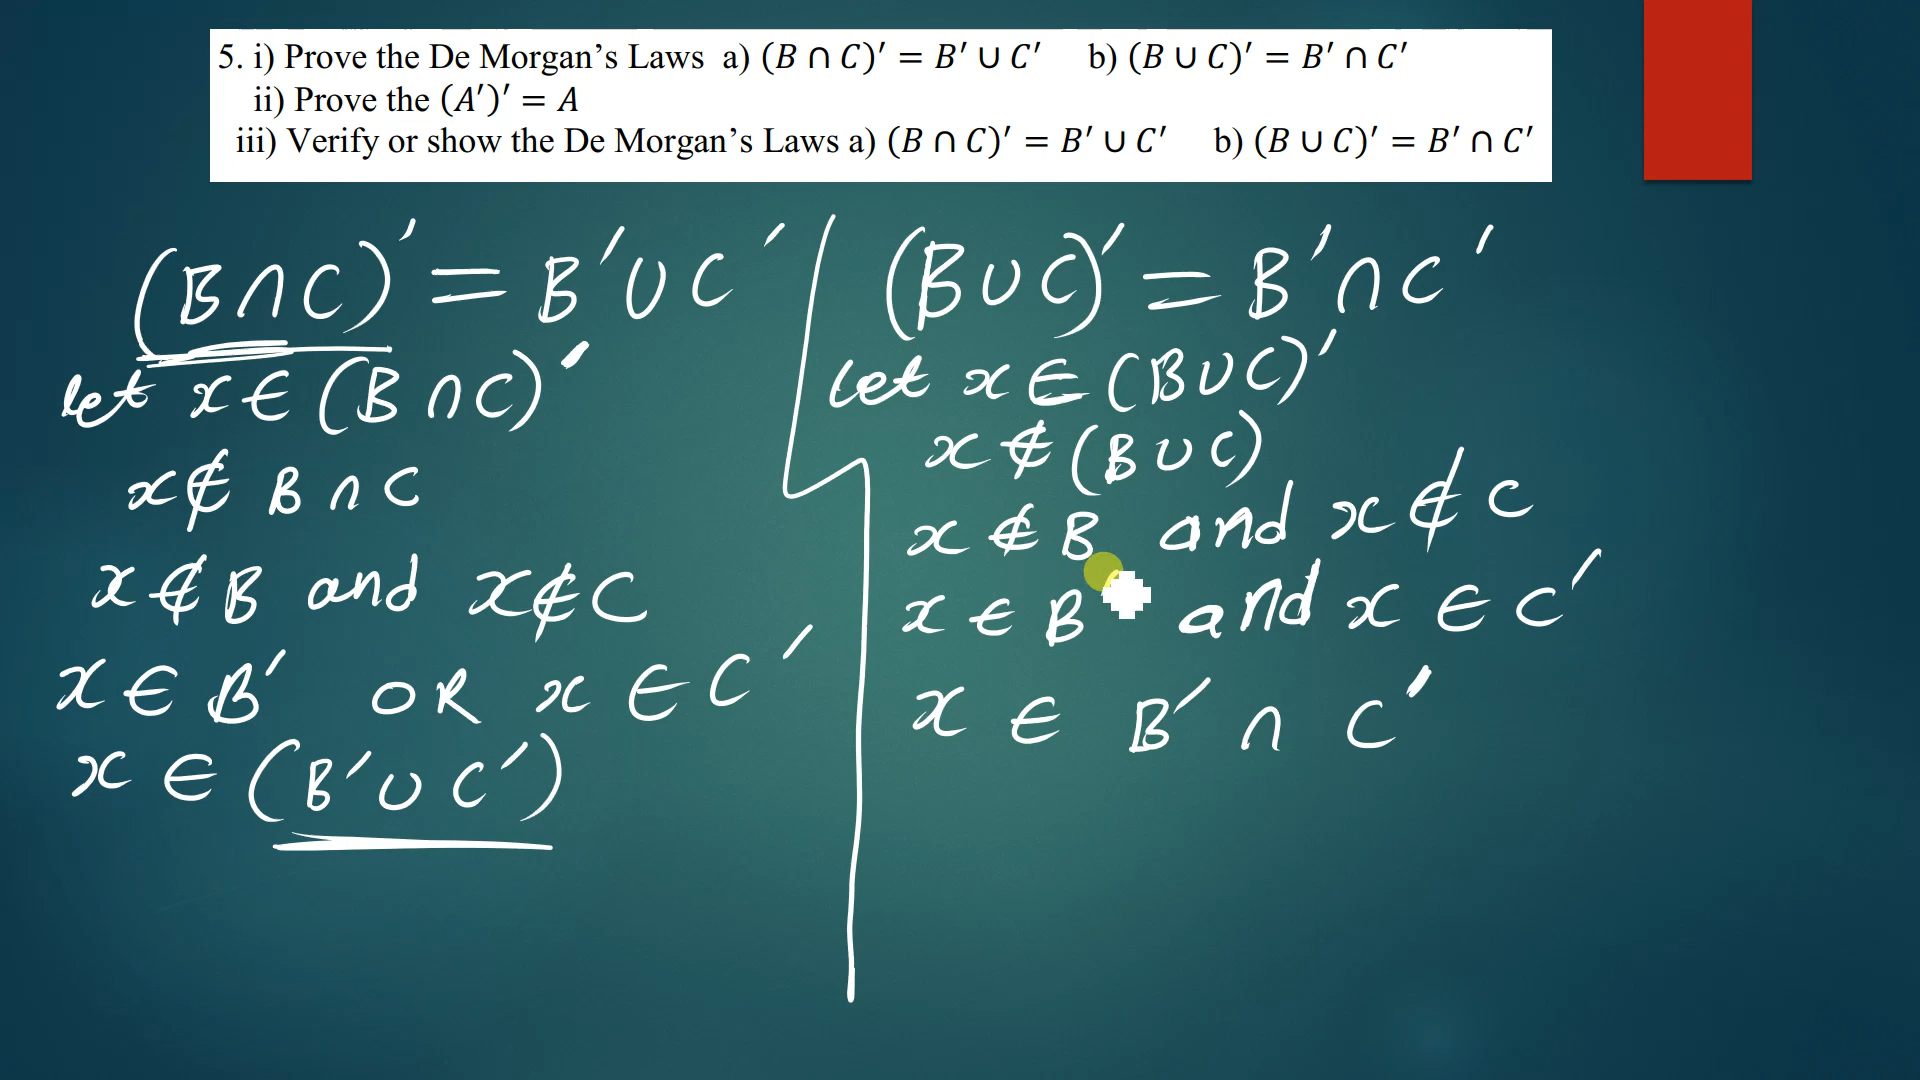 5. i) Prove the De Morgan’s Laws a) (B ∩ C)′ = B′ ∪ C′ b) (B ∪ C)′ = B′ ∩ C′
ii) Prove the (A′)′ = A
iii) Verify or show the De Morgan’s Laws a) (B ∩ C)′ = B′ ∪ C′ b) (B ∪ C)′ = B′ ∩ C′
(B∩C)′ = B′∪C′
let x∈(B∩C)′
x∉ B∩C
x∉B and x∉C
x∈B′ OR x∈C′
x∈(B′∪C′)
(B∪C)′ = B′∩C′
Let x∈(B∪C)′
x∉(B∪C)
x∉B and x∉C
x∈B′ and x∈C′
x∈ B′∩C′